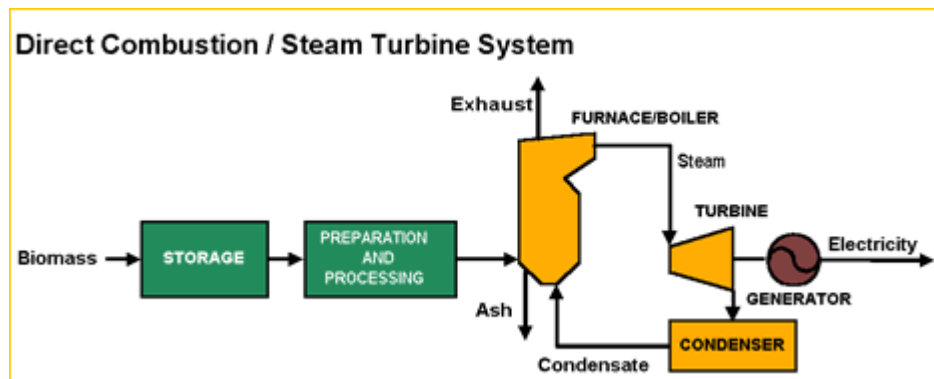 Direct Combustion / Steam Turbine System
Exhaust
FURNACE/BOILER
Steam
TURBINE
Biomass
STORAGE
PREPARATION
AND
PROCESSING
Electricity
GENERATOR
Ash
CONDENSER
Condensate